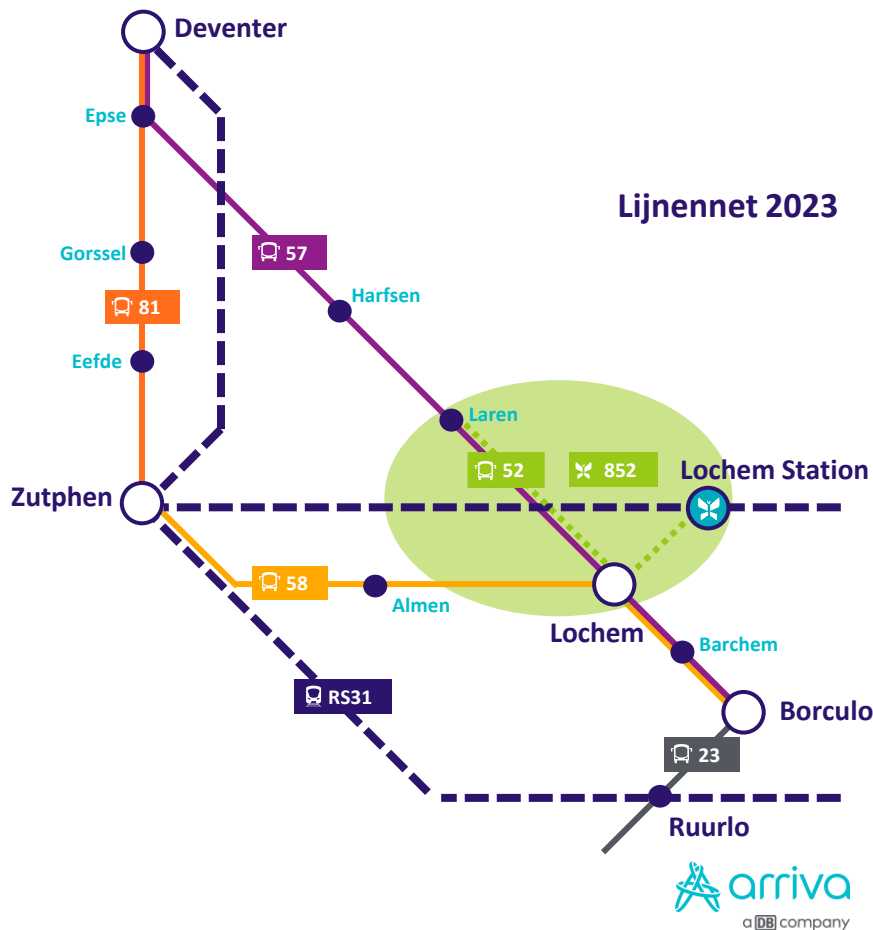 Deventer
Epse
Lijnennet 2023
Gorssel
57
Harfsen
81
Eefde
Laren
52
852
Lochem Station
Zutphen
58
Almen
Lochem
Barchem
RS31
Borculo
23
Ruurlo
arriva
a DB company